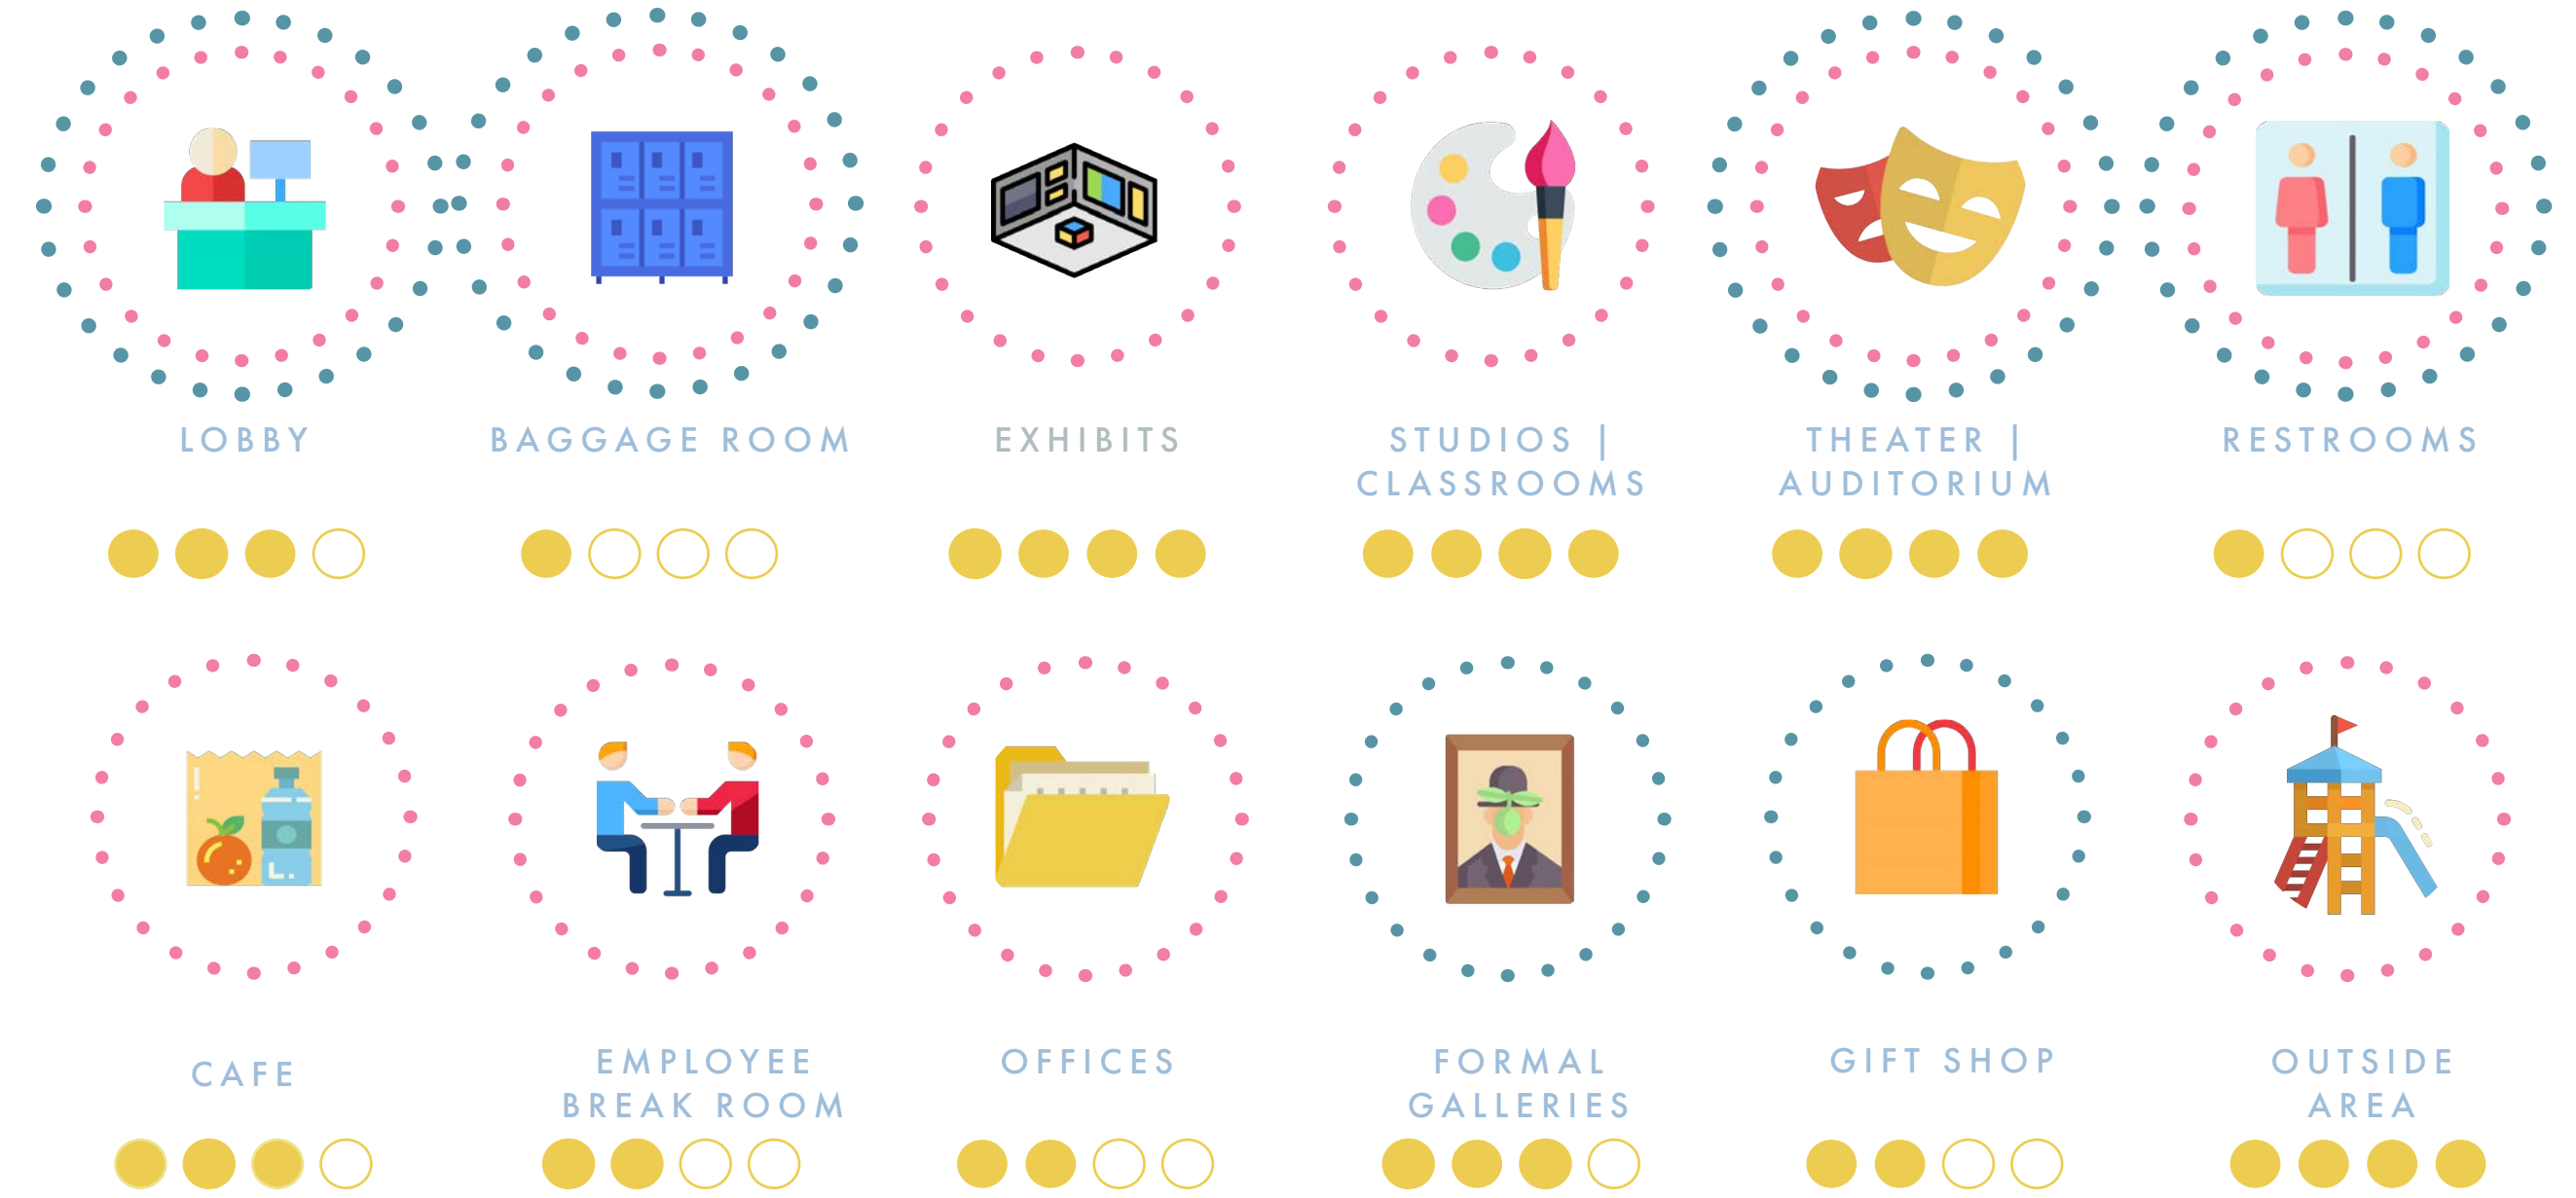 LOBBY
BAGGAGE ROOM
EXHIBITS
STUDIOS |
CLASSROOMS
THEATER |
AUDITORIUM
RESTROOMS
CAFE
EMPLOYEE
BREAK ROOM
OFFICES
FORMAL
GALLERIES
GIFT SHOP
OUTSIDE
AREA